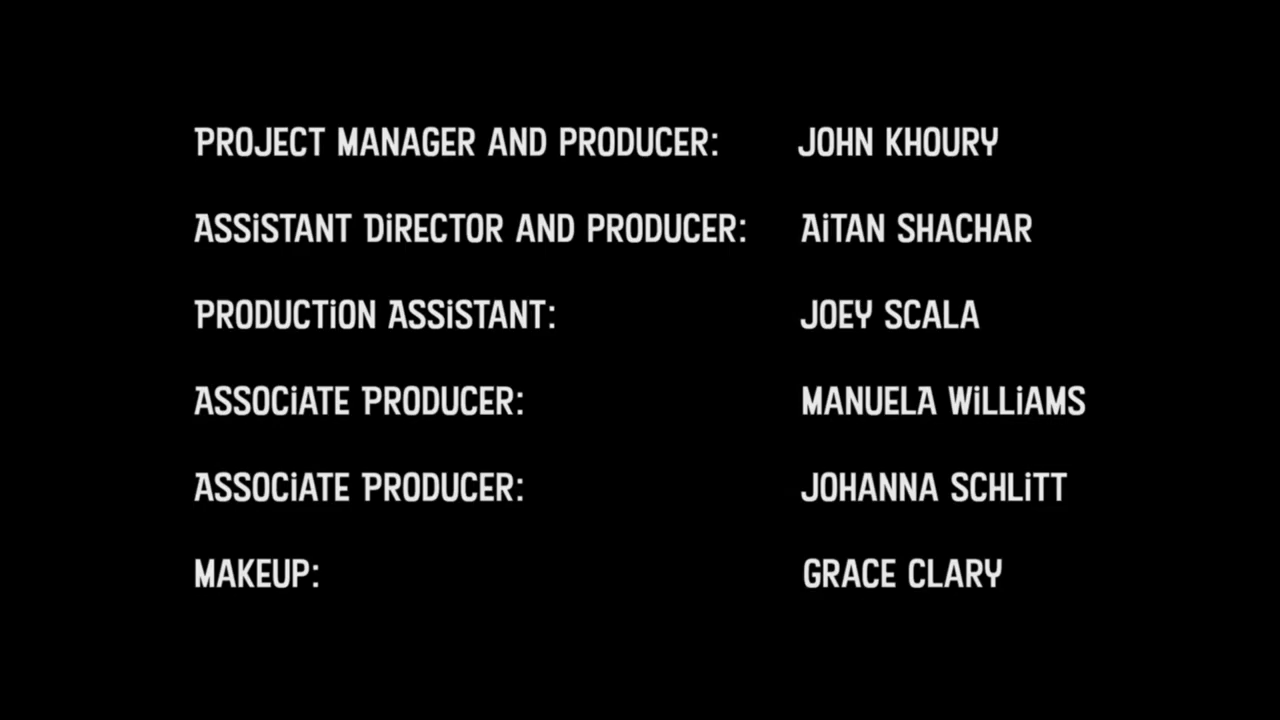 PROJECT MANAGER AND PRODUCER: JOHN KHOURY
ASSiSTANT DiRECTOR AND PRODUCER: AiTAN SHACHAR
PRODUCTiON ASSiSTANT: JOEY SCALA
ASSOCiATE PRODUCER: MANUELA WiLLiAMS
ASSOCiATE PRODUCER: JOHANNA SCHLiTT
MAKEUP: GRACE CLARY